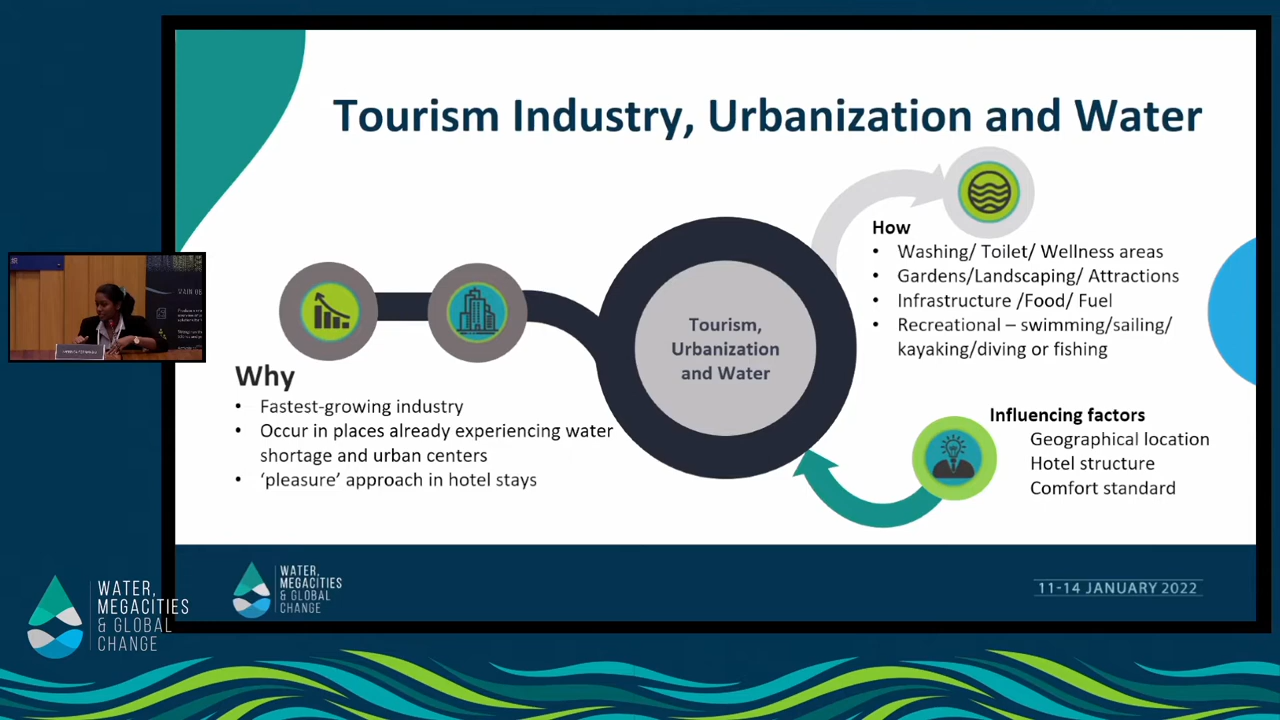 Tourism Industry, Urbanization and Water
Tourism,
Urbanization
and Water
Why
• Fastest-growing industry
• Occur in places already experiencing water
shortage and urban centers
• ‘pleasure’ approach in hotel stays
How
• Washing/ Toilet/ Wellness areas
• Gardens/Landscaping/ Attractions
• Infrastructure /Food/ Fuel
• Recreational – swimming/sailing/
kayaking/diving or fishing
Influencing factors
Geographical location
Hotel structure
Comfort standard
WATER,
MEGACITIES
& GLOBAL
CHANGE
11-14 JANUARY 2022
WATER,
MEGACITIES
& GLOBAL
CHANGE